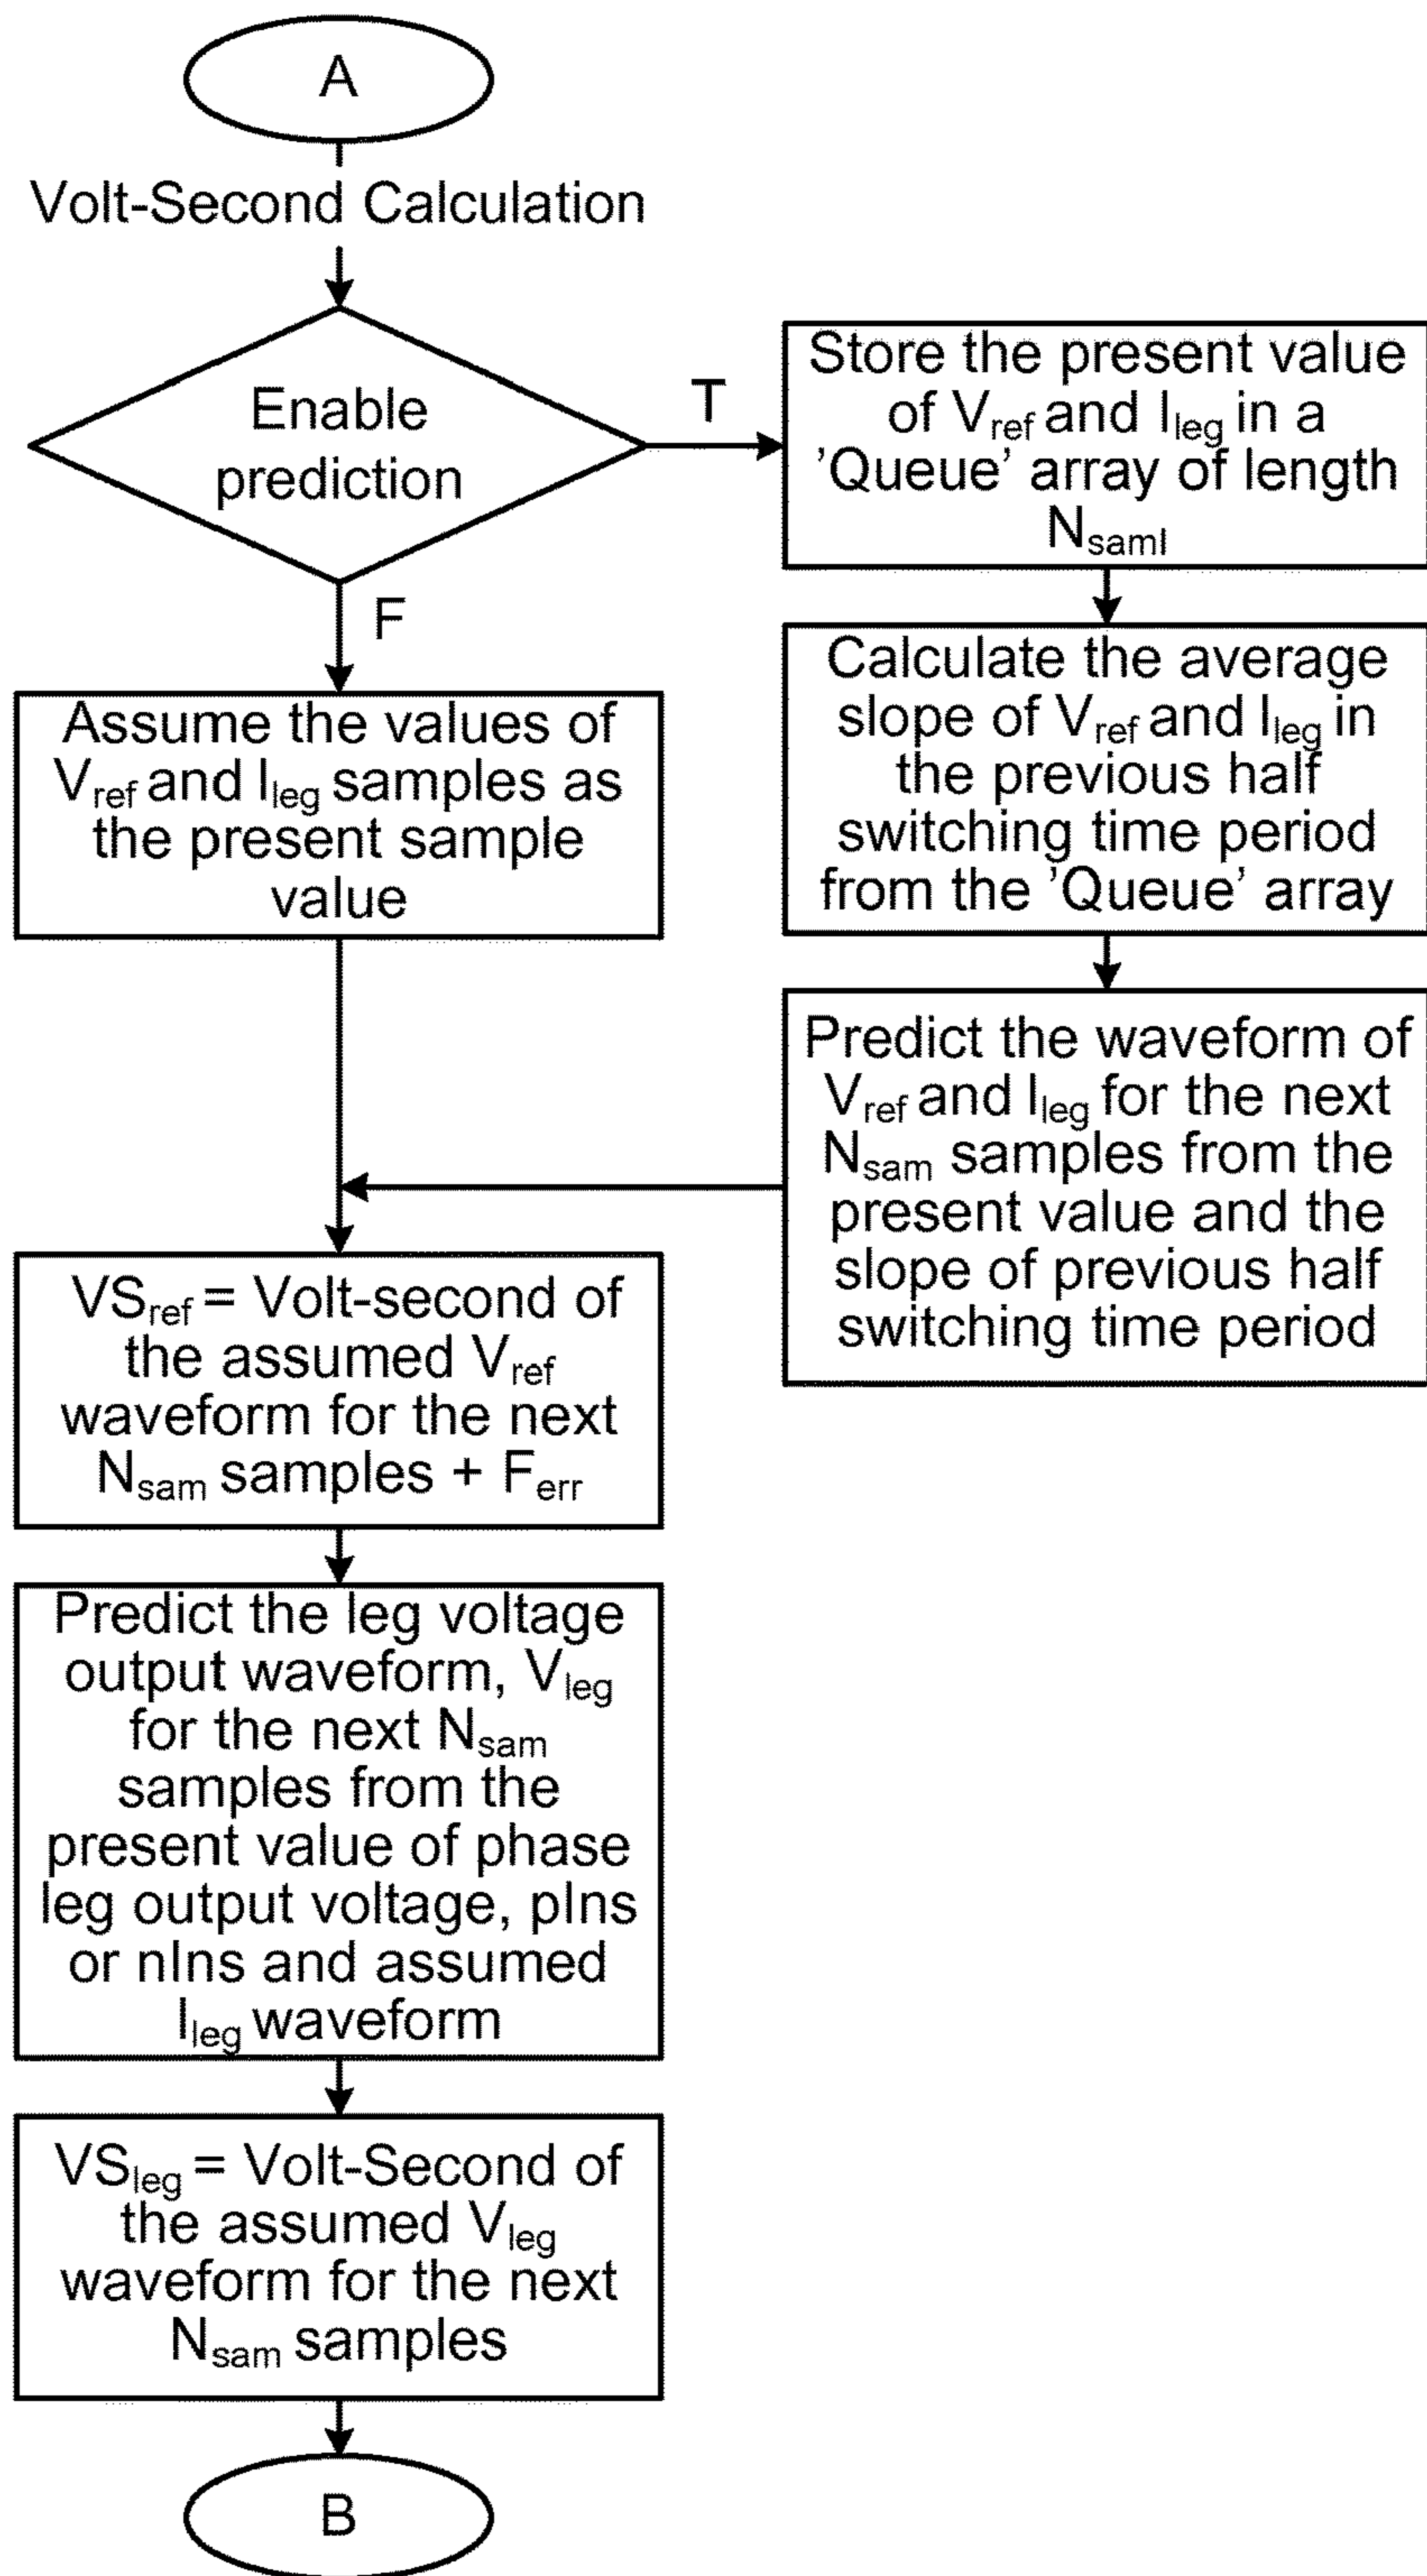 A
Volt-Second Calculation
Enable
prediction
T
F
Store the present value
of Vref and Ileg in a
'Queue' array of length
Nsaml
Calculate the average
slope of Vref and Ileg in
the previous half
switching time period
from the 'Queue' array
Predict the waveform of
Vref and Ileg for the next
Nsam samples from the
present value and the
slope of previous half
switching time period
Assume the values of
Vref and Ileg samples as
the present sample
value
VSref = Volt-second of
the assumed Vref
waveform for the next
Nsam samples + Ferr
Predict the leg voltage
output waveform, Vleg
for the next Nsam
samples from the
present value of phase
leg output voltage, pIns
or nIns and assumed
Ileg waveform
VSleg = Volt-Second of
the assumed Vleg
waveform for the next
Nsam samples
B